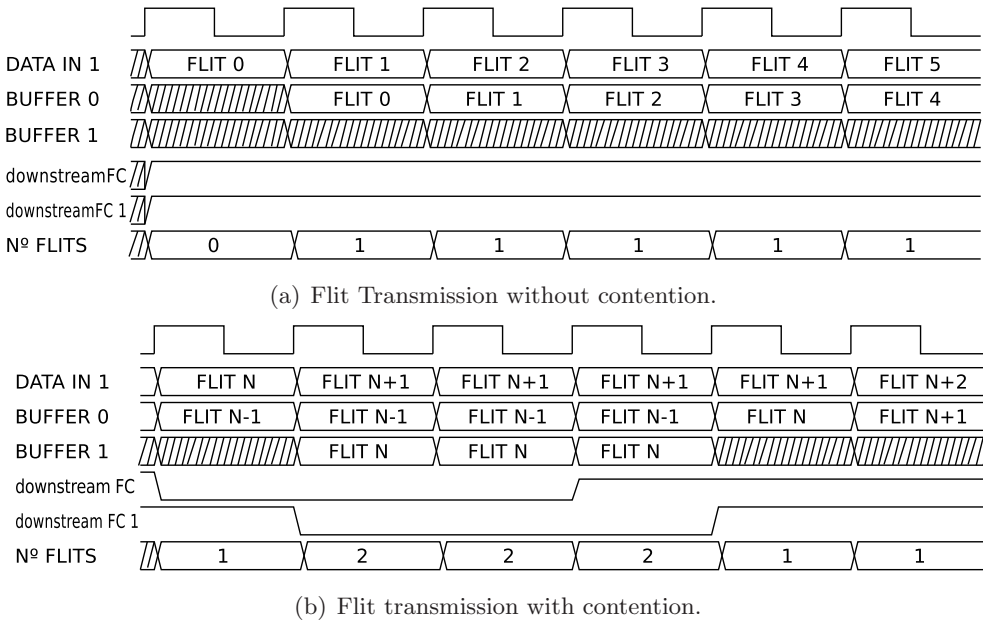 DATA IN 1 FLIT 0 FLIT 1 FLIT 2 FLIT 3 FLIT 4 FLIT 5
BUFFER 0 FLIT 0 FLIT 1 FLIT 2 FLIT 3 FLIT 4
BUFFER 1
downstreamFC
downstreamFC 1
Nº FLITS 0 1 1 1 1 1
(a) Flit Transmission without contention.
DATA IN 1 FLIT N FLIT N+1 FLIT N+1 FLIT N+1 FLIT N+1 FLIT N+2
BUFFER 0 FLIT N-1 FLIT N-1 FLIT N-1 FLIT N-1 FLIT N FLIT N+1
BUFFER 1 FLIT N FLIT N FLIT N
downstream FC
downstream FC 1
Nº FLITS 1 2 2 2 1 1
(b) Flit transmission with contention.